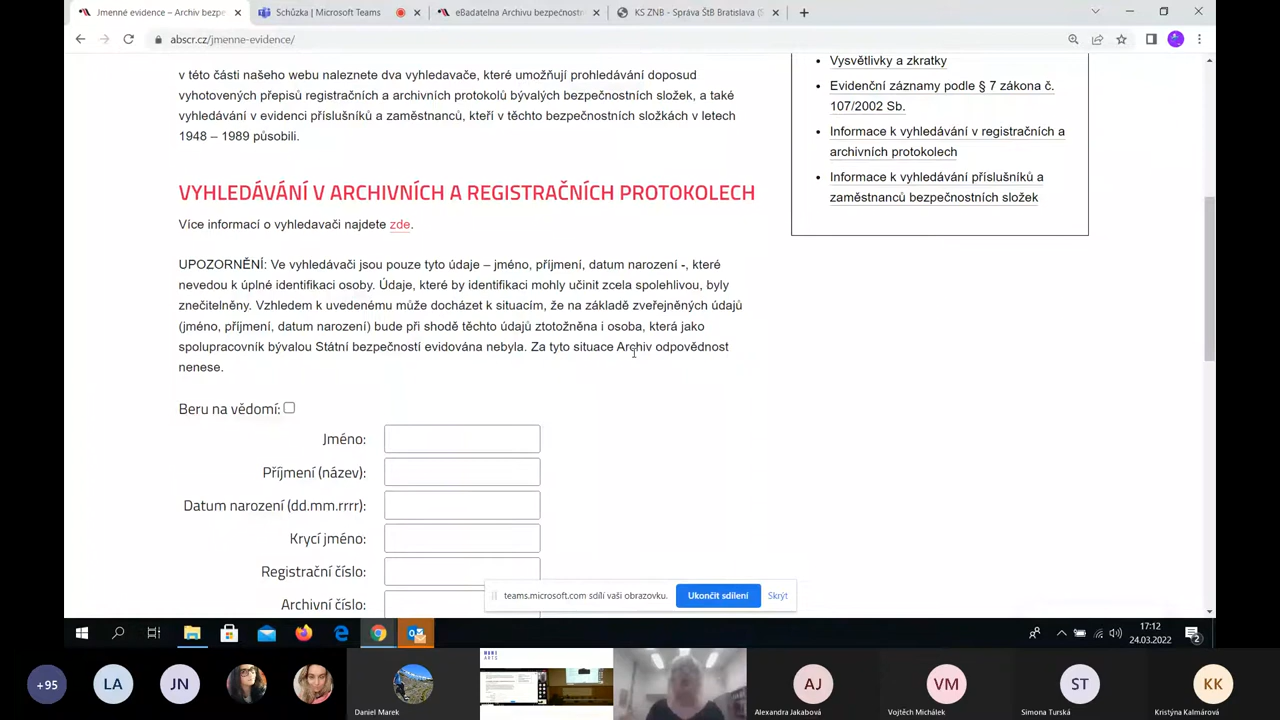 Jmenné evidence – Archiv bezpe
Schůzka | Microsoft Teams
eBadatelna Archivu bezpečnostn
KS ZNB - Správa ŠtB Bratislava (S
abscr.cz/jmenne-evidence/
v této části našeho webu naleznete dva vyhledavače, které umožňují prohledávání doposud
vyhotovených přepisů registračních a archivních protokolů bývalých bezpečnostních složek, a také
vyhledávání v evidenci příslušníků a zaměstnanců, kteří v těchto bezpečnostních složkách v letech
1948 – 1989 působili.
VYHLEDÁVÁNÍ V ARCHIVNÍCH A REGISTRAČNÍCH PROTOKOLECH
Více informací o vyhledavači najdete zde.
UPOZORNĚNÍ: Ve vyhledávači jsou pouze tyto údaje – jméno, příjmení, datum narození -, které
nevedou k úplné identifikaci osoby. Údaje, které by identifikaci mohly učinit zcela spolehlivou, byly
znečitelněny. Vzhledem k uvedenému může docházet k situacím, že na základě zveřejněných údajů
(jméno, příjmení, datum narození) bude při shodě těchto údajů ztotožněna i osoba, která jako
spolupracovník bývalou Státní bezpečností evidována nebyla. Za tyto situace Archiv odpovědnost
nenese.
Beru na vědomí:
Jméno:
Příjmení (název):
Datum narození (dd.mm.rrrr):
Krycí jméno:
Registrační číslo:
Archivní číslo:
Vysvětlivky a zkratky
Evidenční záznamy podle § 7 zákona č.
107/2002 Sb.
Informace k vyhledávání v registračních a
archivních protokolech
Informace k vyhledávání příslušníků a
zaměstnanců bezpečnostních složek
teams.microsoft.com sdílí vaši obrazovku.
Ukončit sdílení
Skrýt
17:12
24.03.2022
2
+95
LA
JN
Daniel Marek
MUNI
ARTS
AJ
Alexandra Jakabová
VM
Vojtěch Michálek
ST
Simona Turská
KK
Kristýna Kalmárová